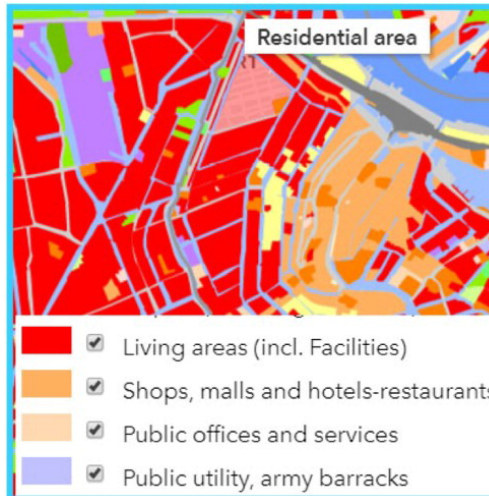 Residential area
RT
Living areas (incl. Facilities)
Shops, malls and hotels-restaurants
Public offices and services
Public utility, army barracks